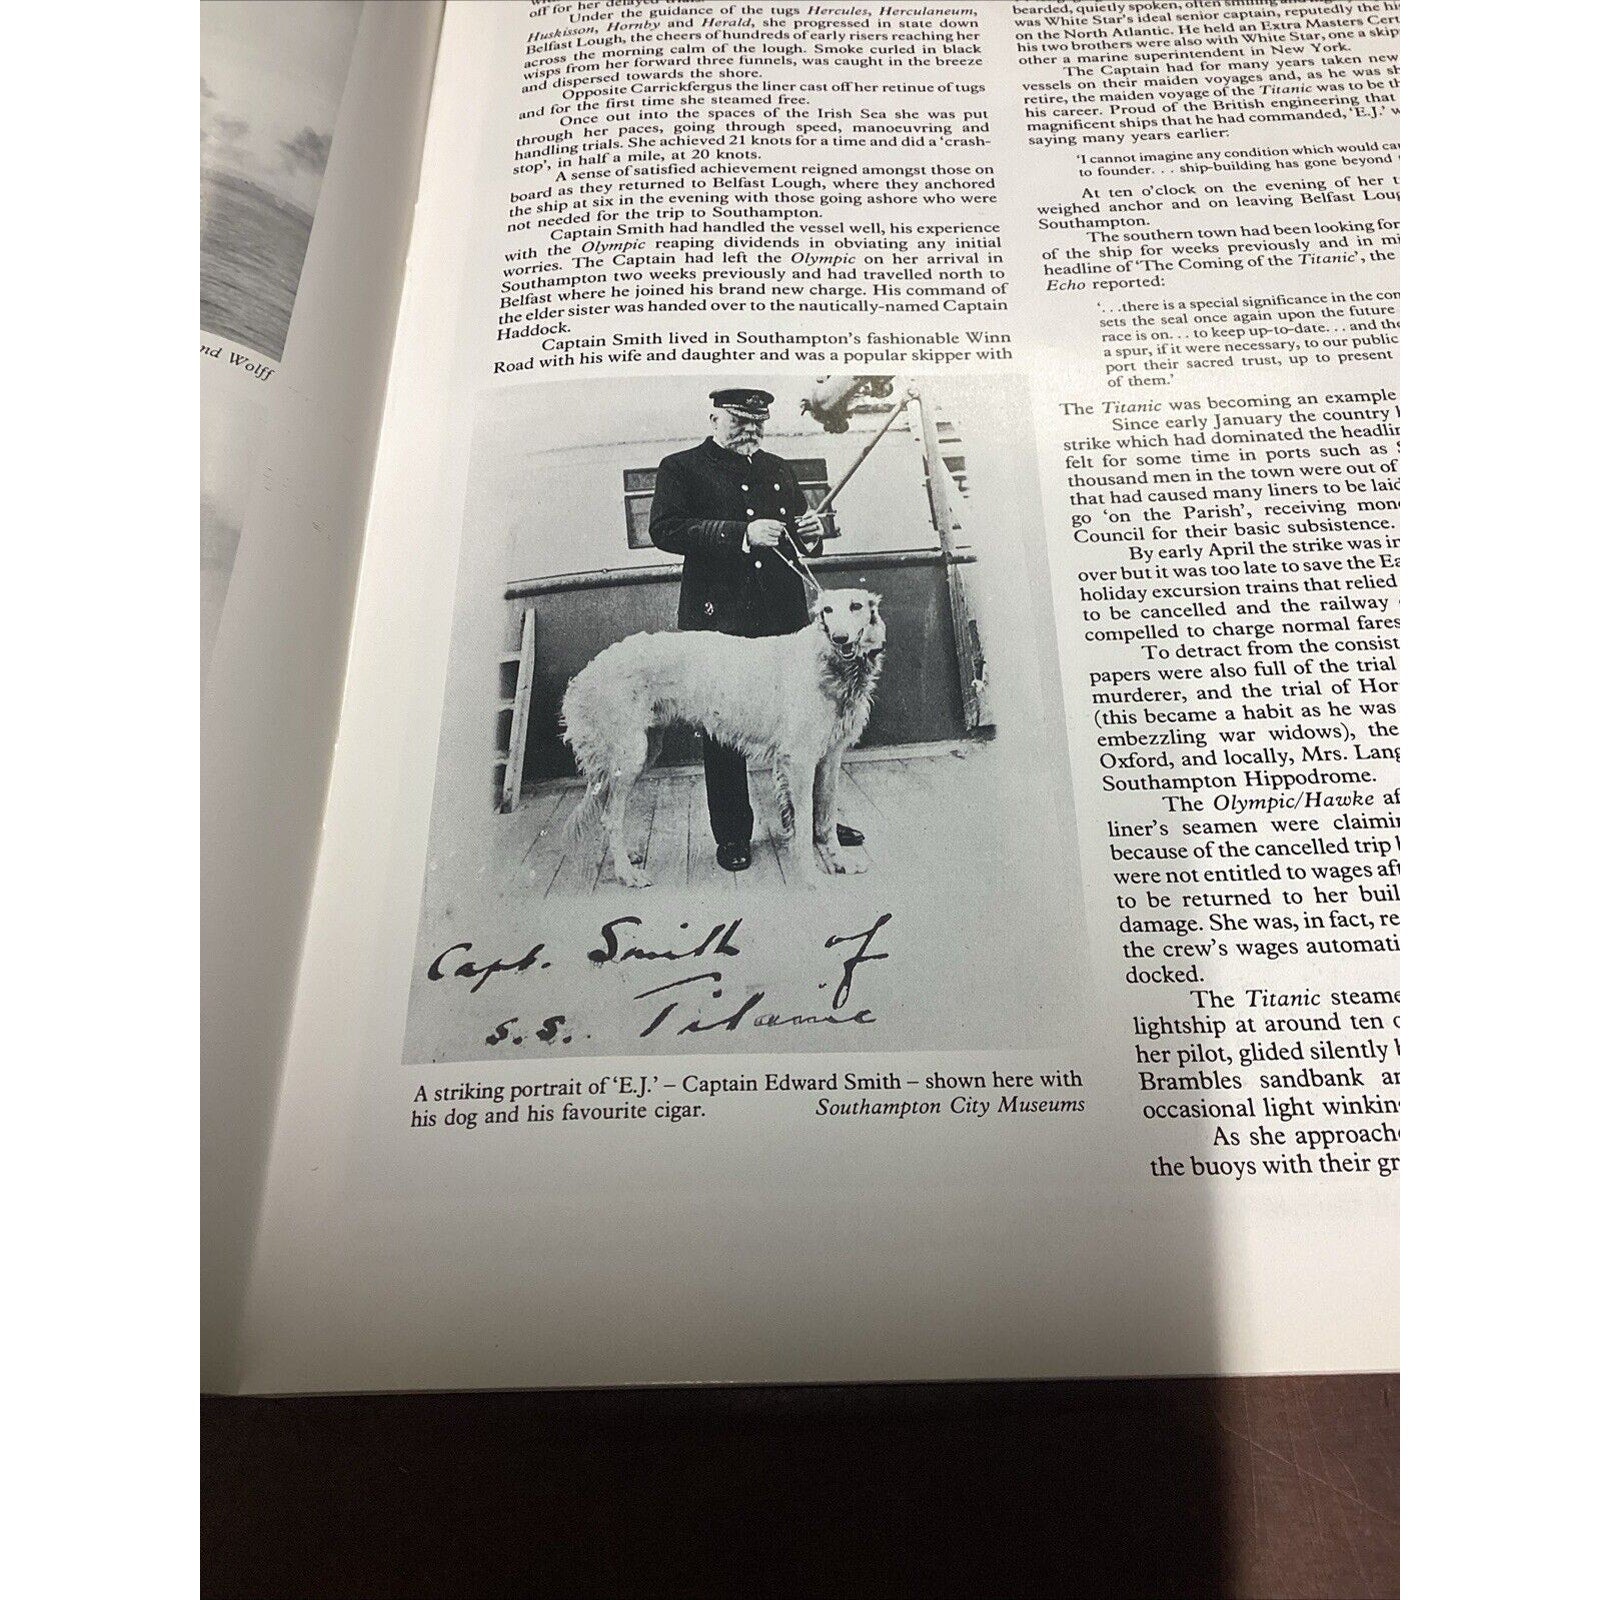 off for her delayed
Under the guidance of the tugs Hercules, Herculaneum,
Huskisson, Hornby and Herald, she progressed in state down
Belfast Lough, the cheers of hundreds of early risers reaching her
across the morning calm of the lough. Smoke curled in black
wisps from her forward three funnels, was caught in the breeze
and dispersed towards the shore.
Opposite Carrickfergus the liner cast off her retinue of tugs
and for the first time she steamed free.
Once out into the spaces of the Irish Sea she was put
through her paces, going through speed, manoeuvring and
handling trials. She achieved 21 knots for a time and did a 'crash-
stop', in half a mile, at 20 knots.
A sense of satisfied achievement reigned amongst those on
board as they returned to Belfast Lough, where they anchored
the ship at six in the evening with those going ashore who were
not needed for the trip to Southampton.
Captain Smith had handled the vessel well, his experience
with the Olympic reaping dividends in obviating any initial
worries. The Captain had left the Olympic on her arrival in
Southampton two weeks previously and had travelled north to
Belfast where he joined his brand new charge. His command of
the elder sister was handed over to the nautically-named Captain
Haddock.
Captain Smith lived in Southampton's fashionable Winn
Road with his wife and daughter and was a popular skipper with
Capt. Smith of
S.S. Titanic
A striking portrait of 'E.J.' – Captain Edward Smith – shown here with
his dog and his favourite cigar. Southampton City Museums
bearded, quietly spoken, often smiling
was White Star's ideal senior captain, reputedly the hi
on the North Atlantic. He held an Extra Masters Cert
his two brothers were also with White Star, one a skip
other a marine superintendent in New York.
The Captain had for many years taken new
vessels on their maiden voyages and, as he was sh
retire, the maiden voyage of the Titanic was to be th
his career. Proud of the British engineering that
magnificent ships that he had commanded, 'E.J.' w
saying many years earlier:
'I cannot imagine any condition which would cau
to founder. . . ship-building has gone beyond
At ten o'clock on the evening of her t
weighed anchor and on leaving Belfast Loug
Southampton.
The southern town had been looking for
of the ship for weeks previously and in mi
headline of 'The Coming of the Titanic', the
Echo reported:
'. . .there is a special significance in the con
sets the seal once again upon the future
race is on. . . to keep up-to-date. . . and the
a spur, if it were necessary, to our public
port their sacred trust, up to present
of them.'
The Titanic was becoming an example
Since early January the country
strike which had dominated the headlin
felt for some time in ports such as S
thousand men in the town were out of
that had caused many liners to be laid
go 'on the Parish', receiving mone
Council for their basic subsistence.
By early April the strike was in
over but it was too late to save the Ea
holiday excursion trains that relied
to be cancelled and the railway
compelled to charge normal fares
To detract from the consist
papers were also full of the trial
murderer, and the trial of Hor
(this became a habit as he was
embezzling war widows), the
Oxford, and locally, Mrs. Lang
Southampton Hippodrome.
The Olympic/Hawke af
liner's seamen were claimin
because of the cancelled trip
were not entitled to wages aft
to be returned to her buil
damage. She was, in fact, re
the crew's wages automati
docked.
The Titanic steame
lightship at around ten o
her pilot, glided silently
Brambles sandbank an
occasional light winkin
As she approach
the buoys with their gr
nd Wolff